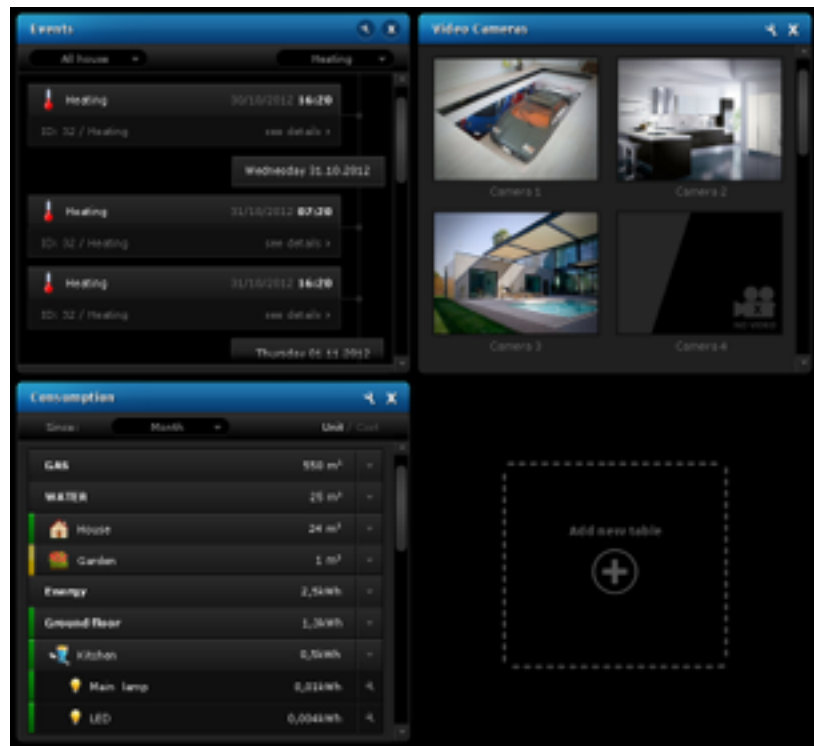 Events
All house
Heating
Heating
30/10/2012 16:20
ID: 32 / Heating
see details ›
Wednesday 31.10.2012
Heating
31/10/2012 07:20
ID: 32 / Heating
see details ›
Heating
31/10/2012 16:20
ID: 32 / Heating
see details ›
Thursday 01.11.2012
Video Cameras
Camera 1
Camera 2
Camera 3
Camera 4
NO VIDEO
Consumption
Since:
Month
Unit / Cost
GAS
550 m³
WATER
25 m³
House
24 m³
Garden
1 m³
Energy
2,5kWh
Ground floor
1,3kWh
Kitchen
0,5kWh
Main lamp
0,01kWh
LED
0,004kWh
Add new table